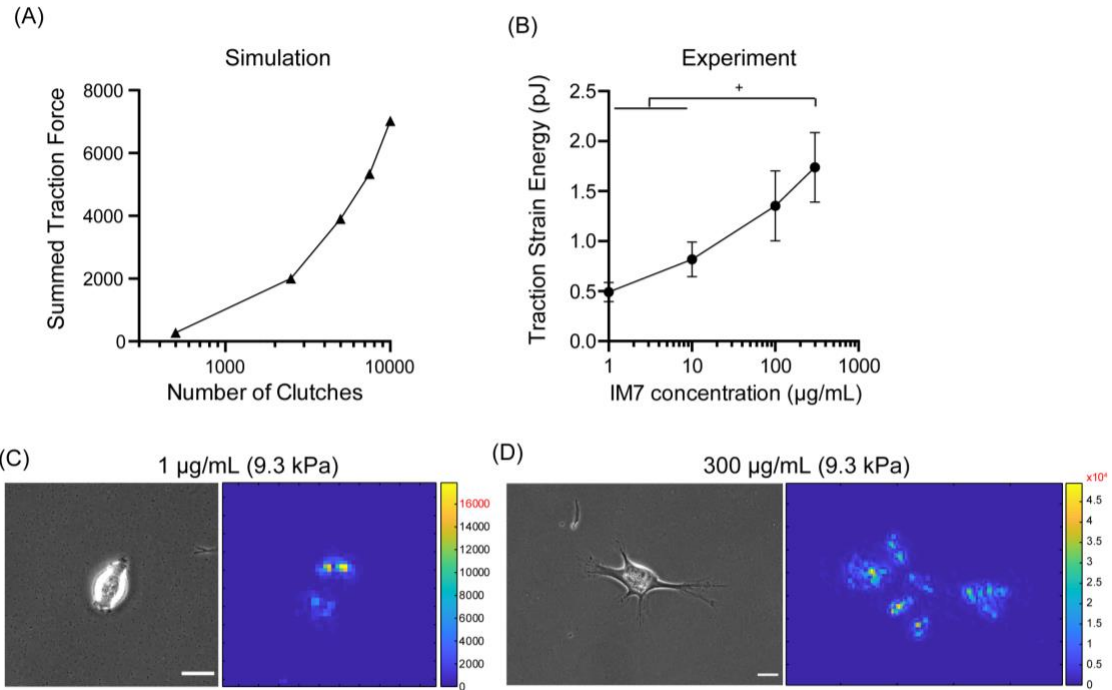 (A)
Simulation
Summed Traction Force
8000
6000
4000
2000
0
1000
10000
Number of Clutches
(B)
Experiment
Traction Strain Energy (pJ)
+
2.5
2.0
1.5
1.0
0.5
0.0
1
10
100
1000
IM7 concentration (µg/mL)
(C)
1 µg/mL (9.3 kPa)
16000
14000
12000
10000
8000
6000
4000
2000
0
(D)
300 µg/mL (9.3 kPa)
x10⁴
4.5
4
3.5
3
2.5
2
1.5
1
0.5
0